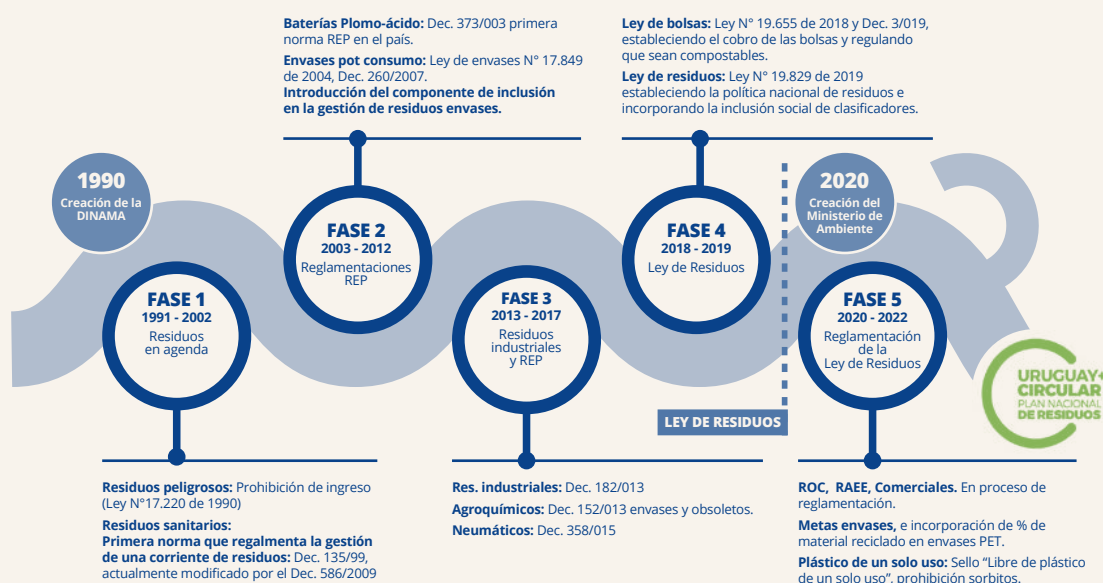 Baterías Plomo-ácido: Dec. 373/003 primera
norma REP en el país.
Envases pot consumo: Ley de envases N° 17.849
de 2004, Dec. 260/2007.
Introducción del componente de inclusión
en la gestión de residuos envases.
Ley de bolsas: Ley N° 19.655 de 2018 y Dec. 3/019,
estableciendo el cobro de las bolsas y regulando
que sean compostables.
Ley de residuos: Ley N° 19.829 de 2019
estableciendo la política nacional de residuos e
incorporando la inclusión social de clasificadores.
1990
Creación de la
DINAMA
FASE 1
1991 - 2002
Residuos
en agenda
FASE 2
2003 - 2012
Reglamentaciones
REP
FASE 3
2013 - 2017
Residuos
industriales
y REP
FASE 4
2018 - 2019
Ley de Residuos
LEY DE RESIDUOS
2020
Creación del
Ministerio de
Ambiente
FASE 5
2020 - 2022
Reglamentación
de la
Ley de Residuos
URUGUAY+
CIRCULAR
PLAN NACIONAL
DE RESIDUOS
Residuos peligrosos: Prohibición de ingreso
(Ley N°17.220 de 1990)
Residuos sanitarios:
Primera norma que regalmenta la gestión
de una corriente de residuos: Dec. 135/99,
actualmente modificado por el Dec. 586/2009
Res. industriales: Dec. 182/013
Agroquímicos: Dec. 152/013 envases y obsoletos.
Neumáticos: Dec. 358/015
ROC, RAEE, Comerciales. En proceso de
reglamentación.
Metas envases, e incorporación de % de
material reciclado en envases PET.
Plástico de un solo uso: Sello “Libre de plástico
de un solo uso”, prohibición sorbitos.